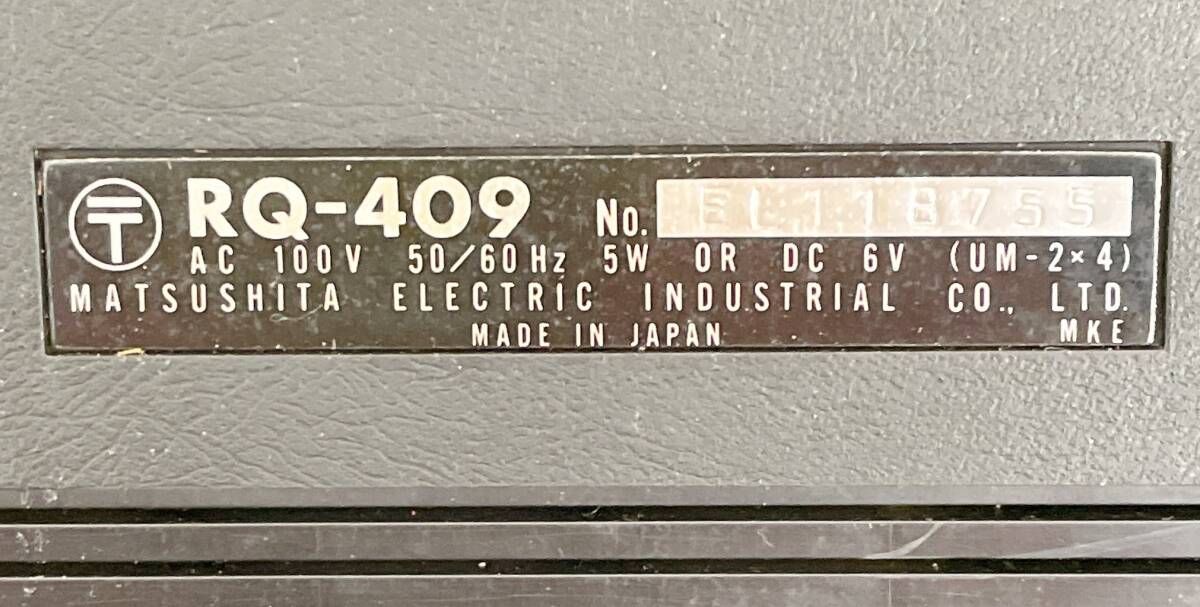 〒 RQ-409 No.
AC 100V 50/60Hz 5W OR DC 6V (UM-2×4)
MATSUSHITA ELECTRIC INDUSTRIAL CO., LTD.
MADE IN JAPAN MKE